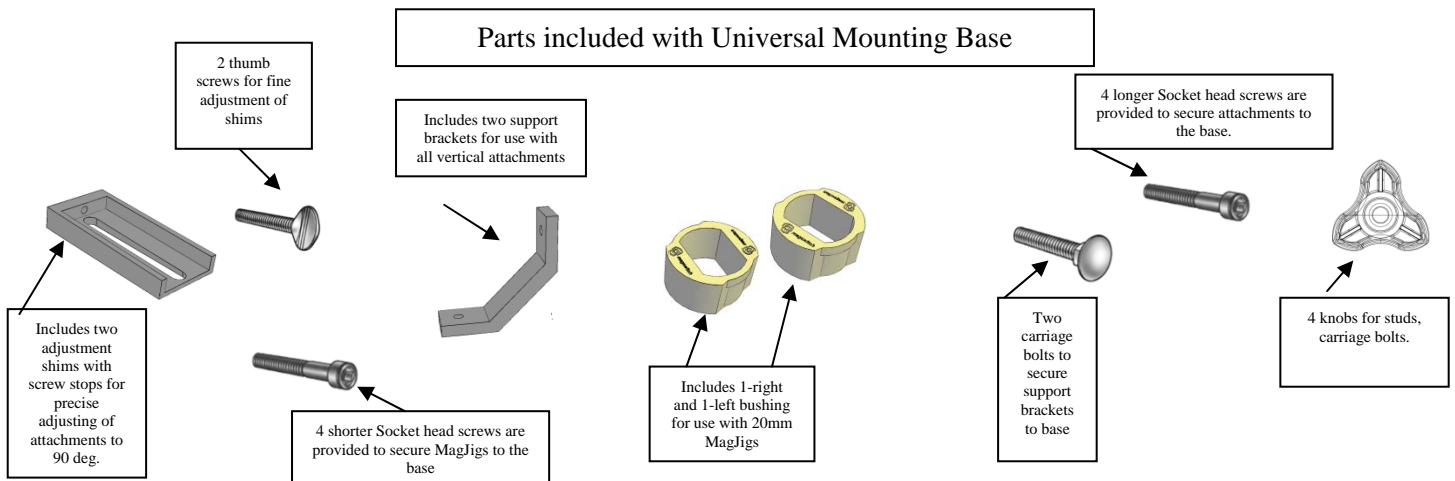 Parts included with Universal Mounting Base
2 thumb
screws for fine
adjustment of
shims
Includes two support
brackets for use with
all vertical attachments
4 longer Socket head screws are
provided to secure attachments to
the base.
Includes two
adjustment
shims with
screw stops for
precise
adjusting of
attachments to
90 deg.
4 shorter Socket head screws are
provided to secure MagJigs to the
base
Includes 1-right
and 1-left bushing
for use with 20mm
MagJigs
Two
carriage
bolts to
secure
support
brackets
to base
4 knobs for studs,
carriage bolts.